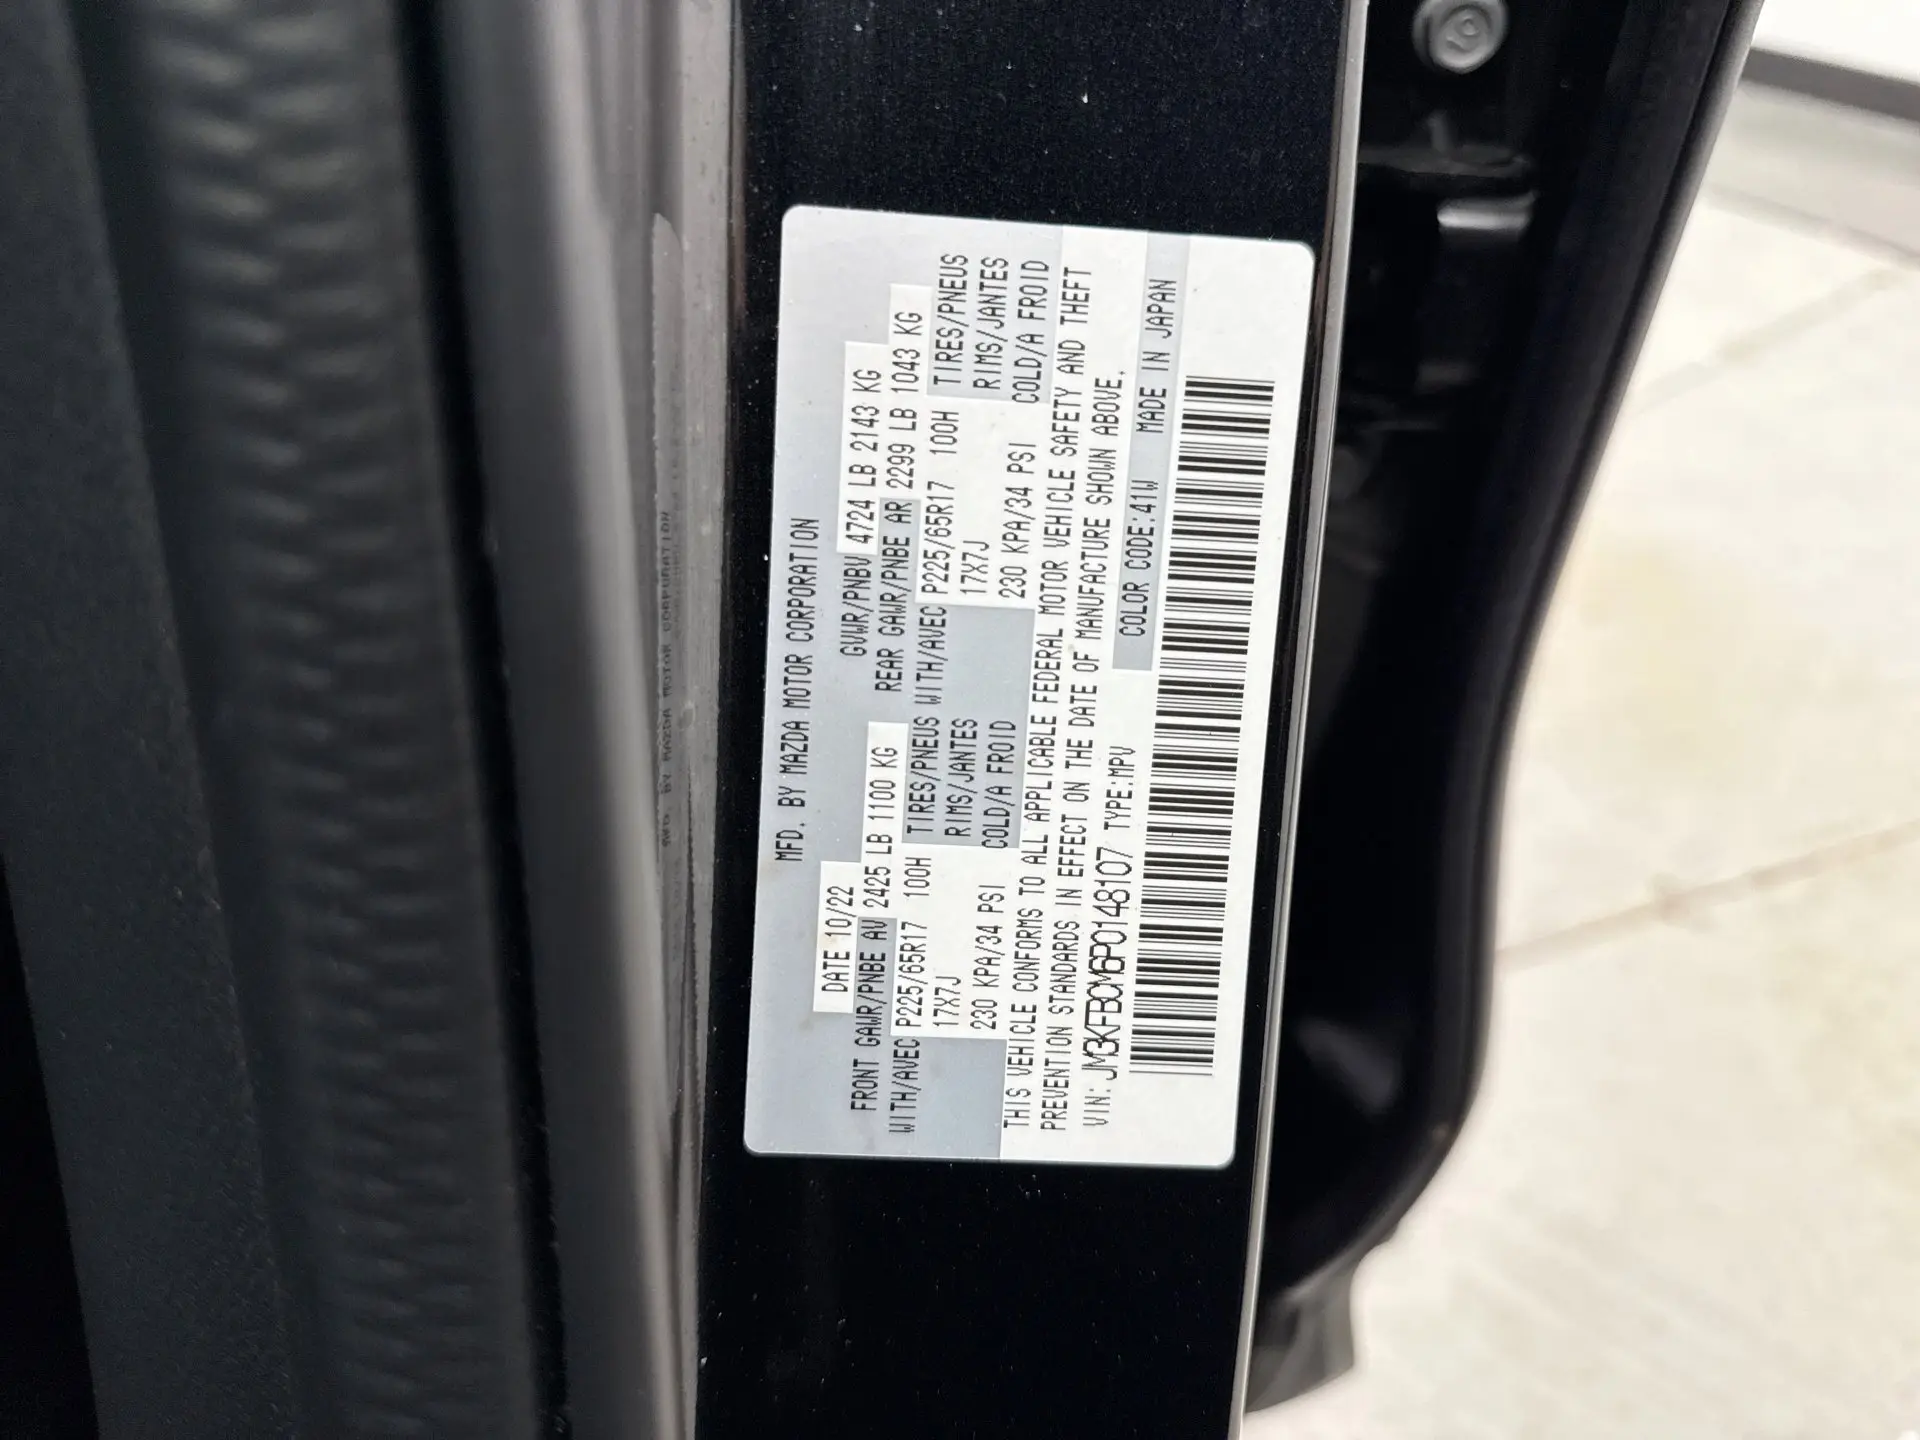 MFD. BY MAZDA MOTOR CORPORATION
DATE 10/22 GVWR/PNBV 4724 LB 2143 KG
FRONT GAWR/PNBE AV 2425 LB 1100 KG REAR GAWR/PNBE AR 2299 LB 1043 KG
WITH/AVEC P225/65R17 100H TIRES/PNEUS WITH/AVEC P225/65R17 100H TIRES/PNEUS
17X7J RIMS/JANTES 17X7J RIMS/JANTES
230 KPA/34 PSI COLD/A FROID 230 KPA/34 PSI COLD/A FROID
THIS VEHICLE CONFORMS TO ALL APPLICABLE FEDERAL MOTOR VEHICLE SAFETY AND THEFT
PREVENTION STANDARDS IN EFFECT ON THE DATE OF MANUFACTURE SHOWN ABOVE.
VIN: JM3KFBCM6P0148107 TYPE:MPV COLOR CODE:41W MADE IN JAPAN